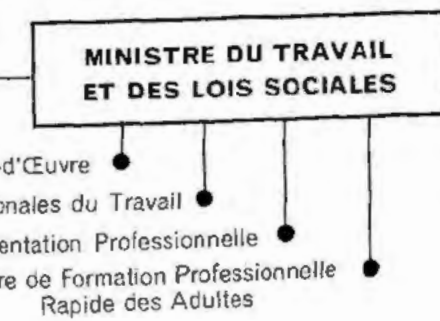 MINISTRE DU TRAVAIL
ET DES LOIS SOCIALES
-d'Œuvre
onales du Travail
entation Professionnelle
re de Formation Professionnelle
Rapide des Adultes